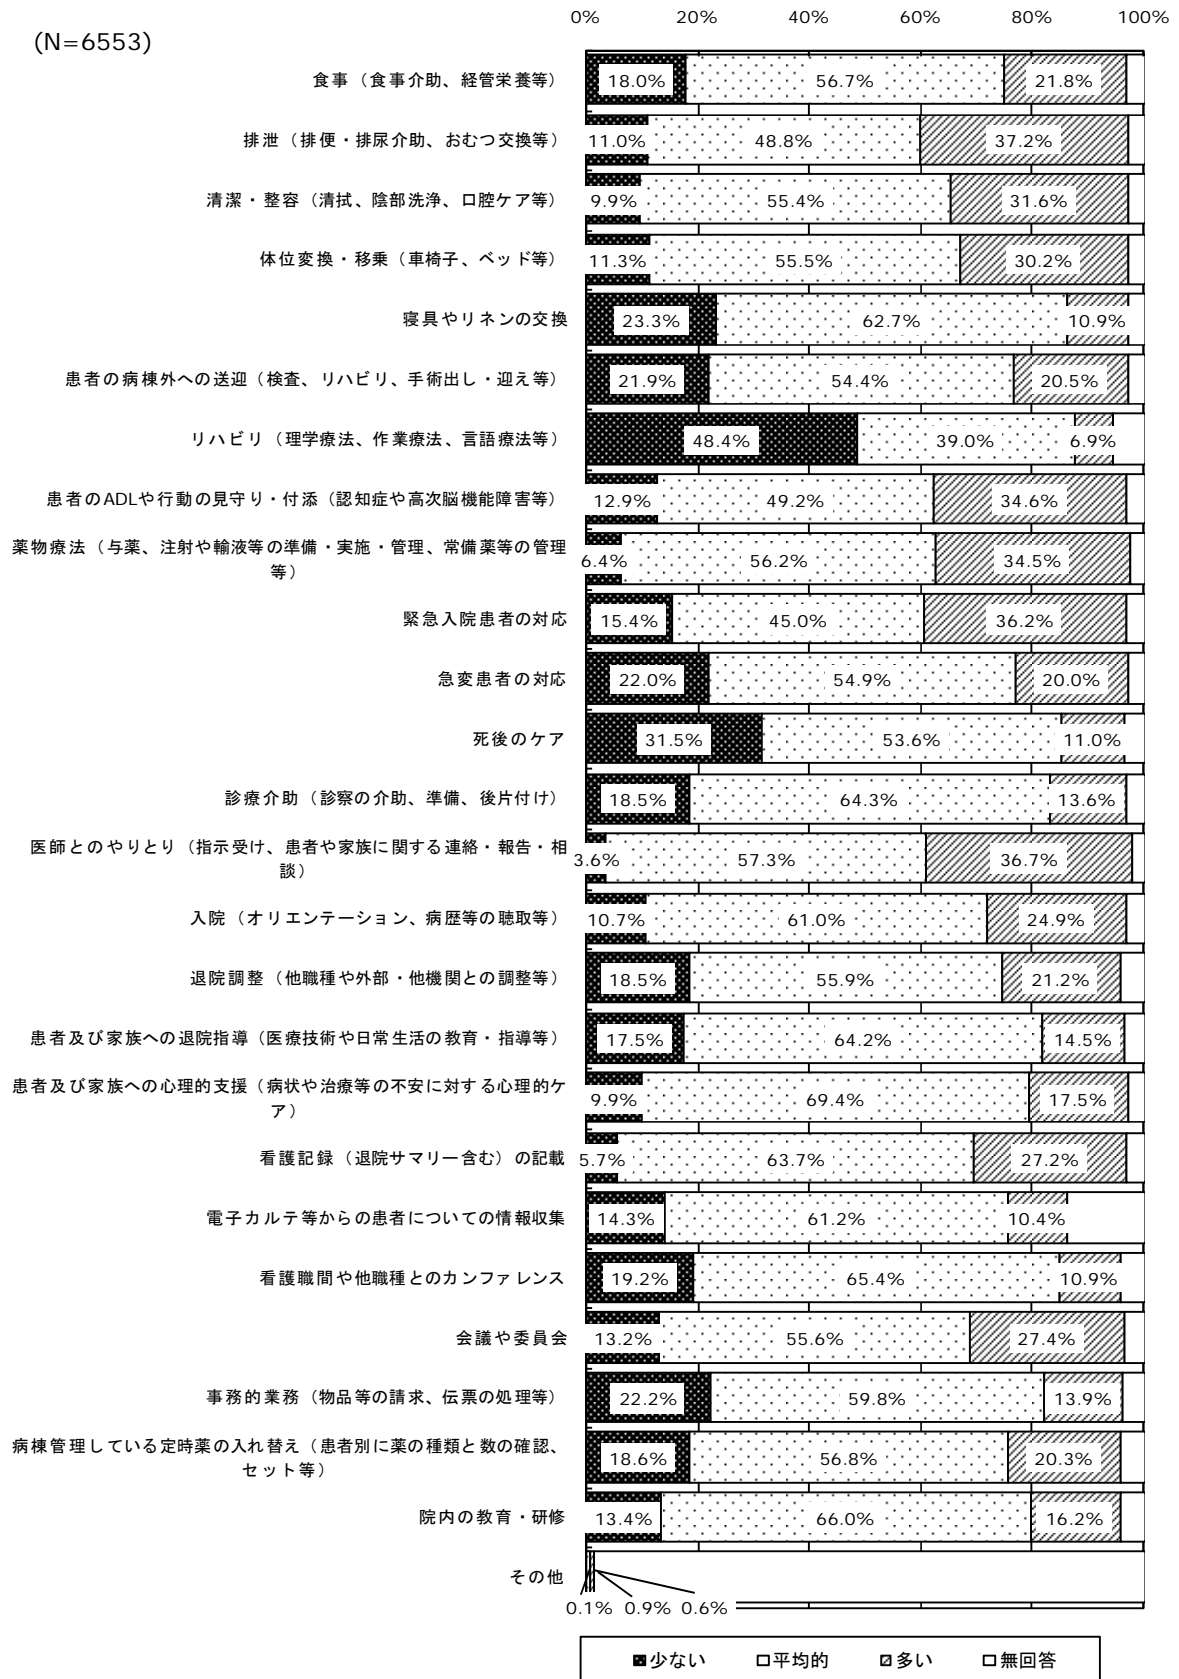 0% 20% 40% 60% 80% 100%
(N=6553)
食事（食事介助、経管栄養等） 18.0% 56.7% 21.8%
排泄（排便・排尿介助、おむつ交換等） 11.0% 48.8% 37.2%
清潔・整容（清拭、陰部洗浄、口腔ケア等） 9.9% 55.4% 31.6%
体位変換・移乗（車椅子、ベッド等） 11.3% 55.5% 30.2%
寝具やリネンの交換 23.3% 62.7% 10.9%
患者の病棟外への送迎（検査、リハビリ、手術出し・迎え等） 21.9% 54.4% 20.5%
リハビリ（理学療法、作業療法、言語療法等） 48.4% 39.0% 6.9%
患者のADLや行動の見守り・付添（認知症や高次脳機能障害等） 12.9% 49.2% 34.6%
薬物療法（与薬、注射や輸液等の準備・実施・管理、常備薬等の管理
等） 6.4% 56.2% 34.5%
緊急入院患者の対応 15.4% 45.0% 36.2%
急変患者の対応 22.0% 54.9% 20.0%
死後のケア 31.5% 53.6% 11.0%
診療介助（診察の介助、準備、後片付け） 18.5% 64.3% 13.6%
医師とのやりとり（指示受け、患者や家族に関する連絡・報告・相
談） 3.6% 57.3% 36.7%
入院（オリエンテーション、病歴等の聴取等） 10.7% 61.0% 24.9%
退院調整（他職種や外部・他機関との調整等） 18.5% 55.9% 21.2%
患者及び家族への退院指導（医療技術や日常生活の教育・指導等） 17.5% 64.2% 14.5%
患者及び家族への心理的支援（病状や治療等の不安に対する心理的ケ
ア） 9.9% 69.4% 17.5%
看護記録（退院サマリー含む）の記載 5.7% 63.7% 27.2%
電子カルテ等からの患者についての情報収集 14.3% 61.2% 10.4%
看護職間や他職種とのカンファレンス 19.2% 65.4% 10.9%
会議や委員会 13.2% 55.6% 27.4%
事務的業務（物品等の請求、伝票の処理等） 22.2% 59.8% 13.9%
病棟管理している定時薬の入れ替え（患者別に薬の種類と数の確認、
セット等） 18.6% 56.8% 20.3%
院内の教育・研修 13.4% 66.0% 16.2%
その他
0.1% 0.9% 0.6%
少ない 平均的 多い 無回答